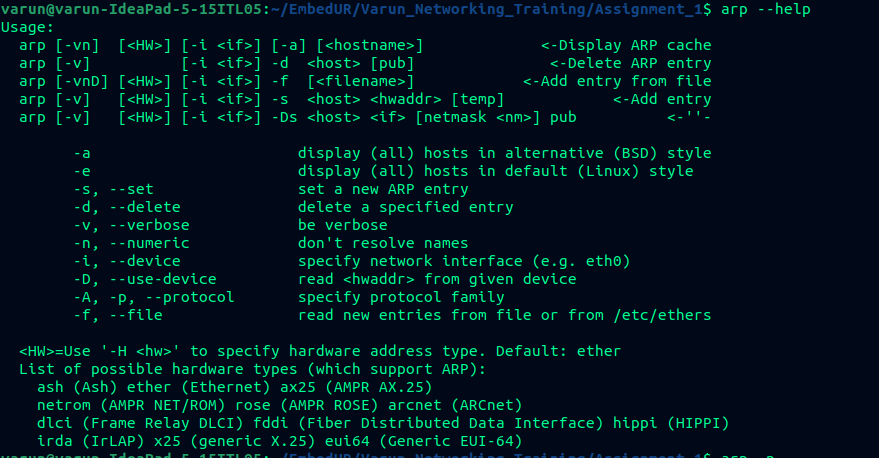 varun@varun-IdeaPad-5-15ITL05:~/EmbedUR/Varun_Networking_Training/Assignment_1$ arp --help
Usage:
  arp [-vn]  [<HW>] [-i <if>] [-a] [<hostname>]             <-Display ARP cache
  arp [-v]          [-i <if>] -d  <host> [pub]               <-Delete ARP entry
  arp [-vnD] [<HW>] [-i <if>] -f  [<filename>]            <-Add entry from file
  arp [-v]   [<HW>] [-i <if>] -s  <host> <hwaddr> [temp]            <-Add entry
  arp [-v]   [<HW>] [-i <if>] -Ds <host> <if> [netmask <nm>] pub          <-''-

        -a                       display (all) hosts in alternative (BSD) style
        -e                       display (all) hosts in default (Linux) style
        -s, --set                set a new ARP entry
        -d, --delete             delete a specified entry
        -v, --verbose            be verbose
        -n, --numeric            don't resolve names
        -i, --device             specify network interface (e.g. eth0)
        -D, --use-device         read <hwaddr> from given device
        -A, -p, --protocol       specify protocol family
        -f, --file               read new entries from file or from /etc/ethers

  <HW>=Use '-H <hw>' to specify hardware address type. Default: ether
  List of possible hardware types (which support ARP):
    ash (Ash) ether (Ethernet) ax25 (AMPR AX.25)
    netrom (AMPR NET/ROM) rose (AMPR ROSE) arcnet (ARCnet)
    dlci (Frame Relay DLCI) fddi (Fiber Distributed Data Interface) hippi (HIPPI)
    irda (IrLAP) x25 (generic X.25) eui64 (Generic EUI-64)
varun@varun-IdeaPad-5-15ITL05:~/EmbedUR/Varun_Networking_Training/Assignment_1$ arp